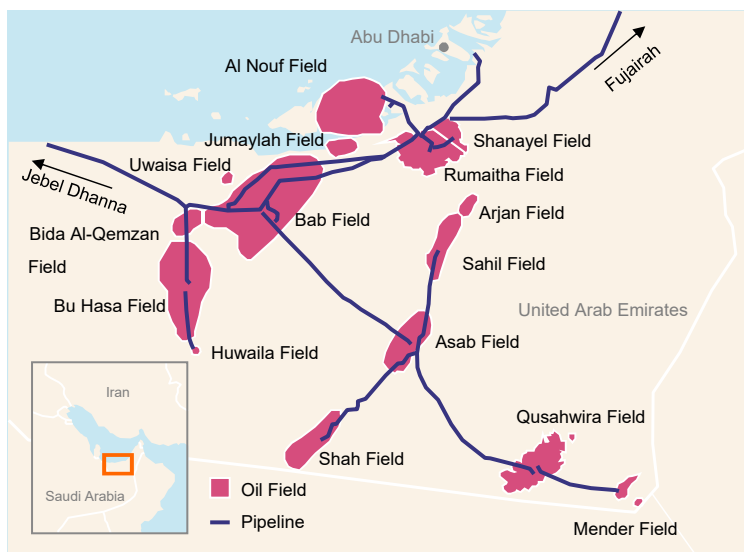 Abu Dhabi
Al Nouf Field
Fujairah
Jumaylah Field
Shanayel Field
Uwaisa Field
Rumaitha Field
Jebel Dhanna
Arjan Field
Bab Field
Bida Al-Qemzan
Field
Sahil Field
Bu Hasa Field
United Arab Emirates
Asab Field
Huwaila Field
Iran
Qusahwira Field
Shah Field
Saudi Arabia
Oil Field
Pipeline
Mender Field